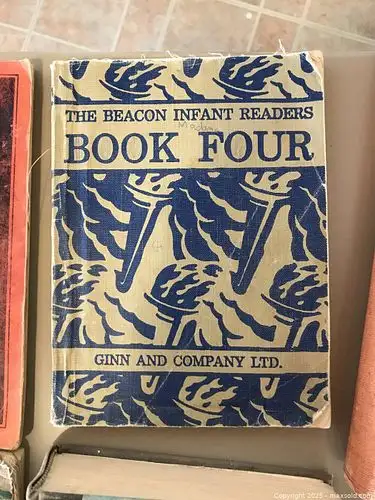 THE BEACON INFANT READERS
BOOK FOUR
GINN AND COMPANY LTD.
Copyright 2025 - maxsold.com